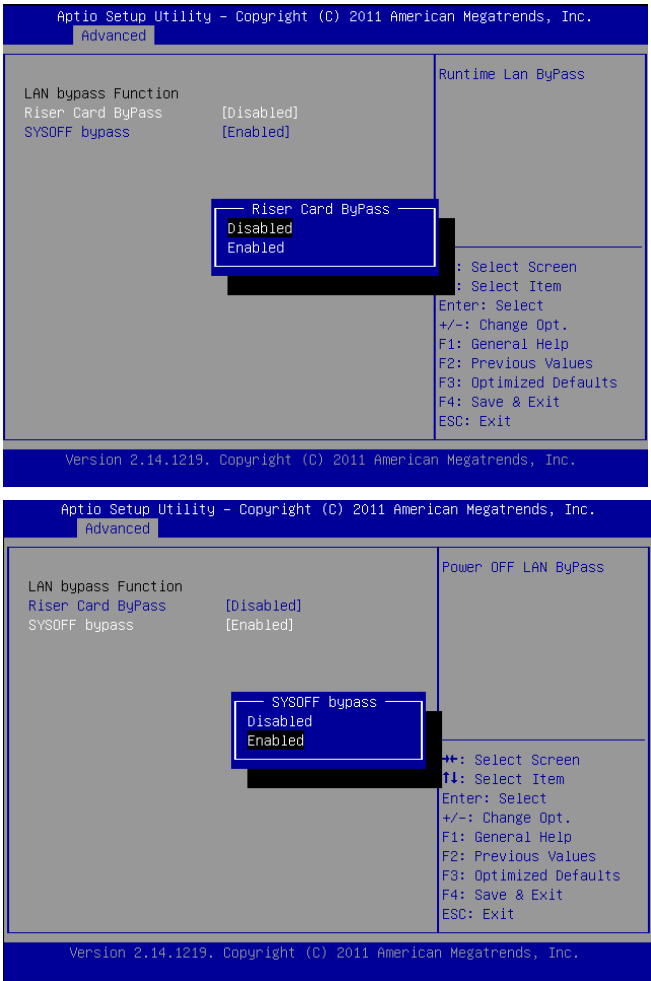 Aptio Setup Utility – Copyright (C) 2011 American Megatrends, Inc.
Advanced
LAN bypass Function
Riser Card ByPass [Disabled]
SYSOFF bypass [Enabled]
Runtime Lan ByPass
Riser Card ByPass
Disabled
Enabled
: Select Screen
: Select Item
Enter: Select
+/-: Change Opt.
F1: General Help
F2: Previous Values
F3: Optimized Defaults
F4: Save & Exit
ESC: Exit
Version 2.14.1219. Copyright (C) 2011 American Megatrends, Inc.
Aptio Setup Utility – Copyright (C) 2011 American Megatrends, Inc.
Advanced
LAN bypass Function
Riser Card ByPass [Disabled]
SYSOFF bypass [Enabled]
Power OFF LAN ByPass
SYSOFF bypass
Disabled
Enabled
→←: Select Screen
↑↓: Select Item
Enter: Select
+/-: Change Opt.
F1: General Help
F2: Previous Values
F3: Optimized Defaults
F4: Save & Exit
ESC: Exit
Version 2.14.1219. Copyright (C) 2011 American Megatrends, Inc.